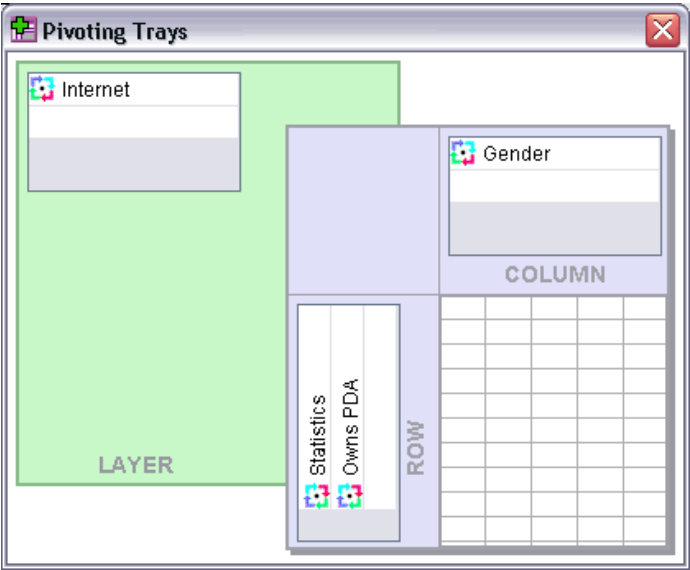 Pivoting Trays
Internet
Gender
COLUMN
Statistics
Owns PDA
ROW
LAYER